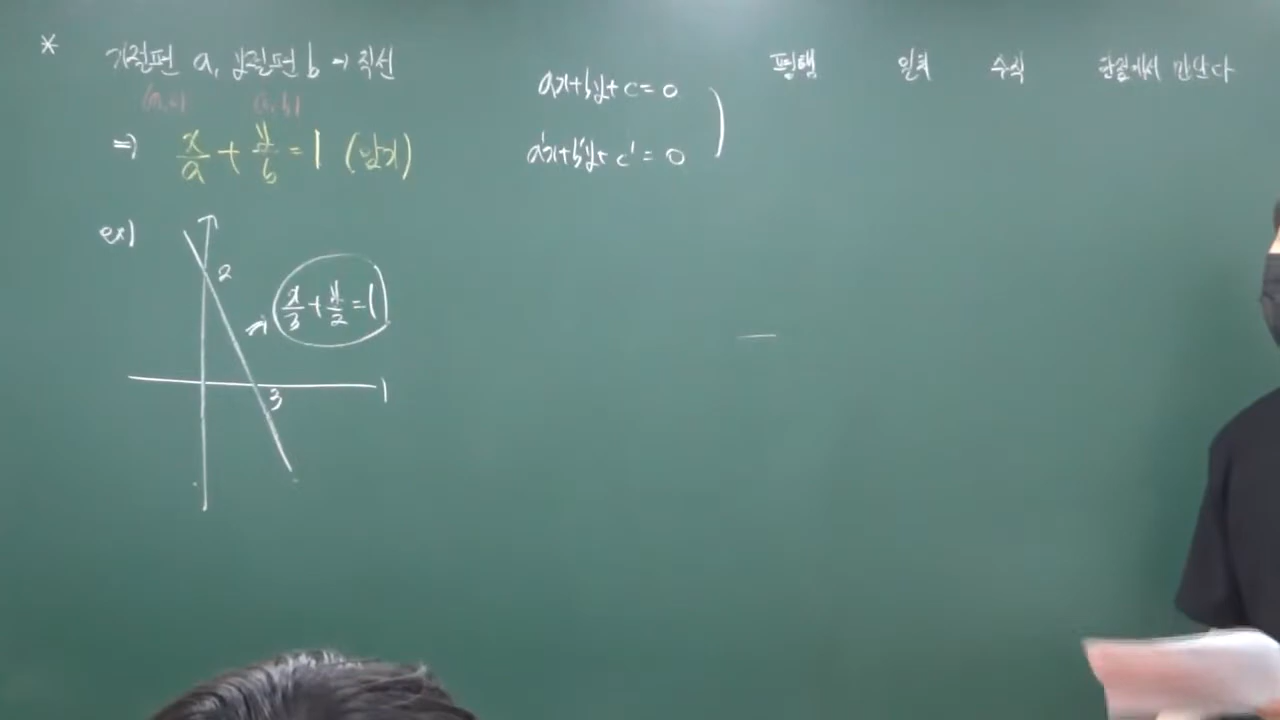 * x절편 a, y절편 b → 직선
(a,0) (0,b)
⇒ x/a + y/b = 1 (암기)
ex)
2
⇒ x/3 + y/2 = 1
3
ax+by+c=0
a'x+b'y+c'=0
평행 일치 수직 한점에서 만난다